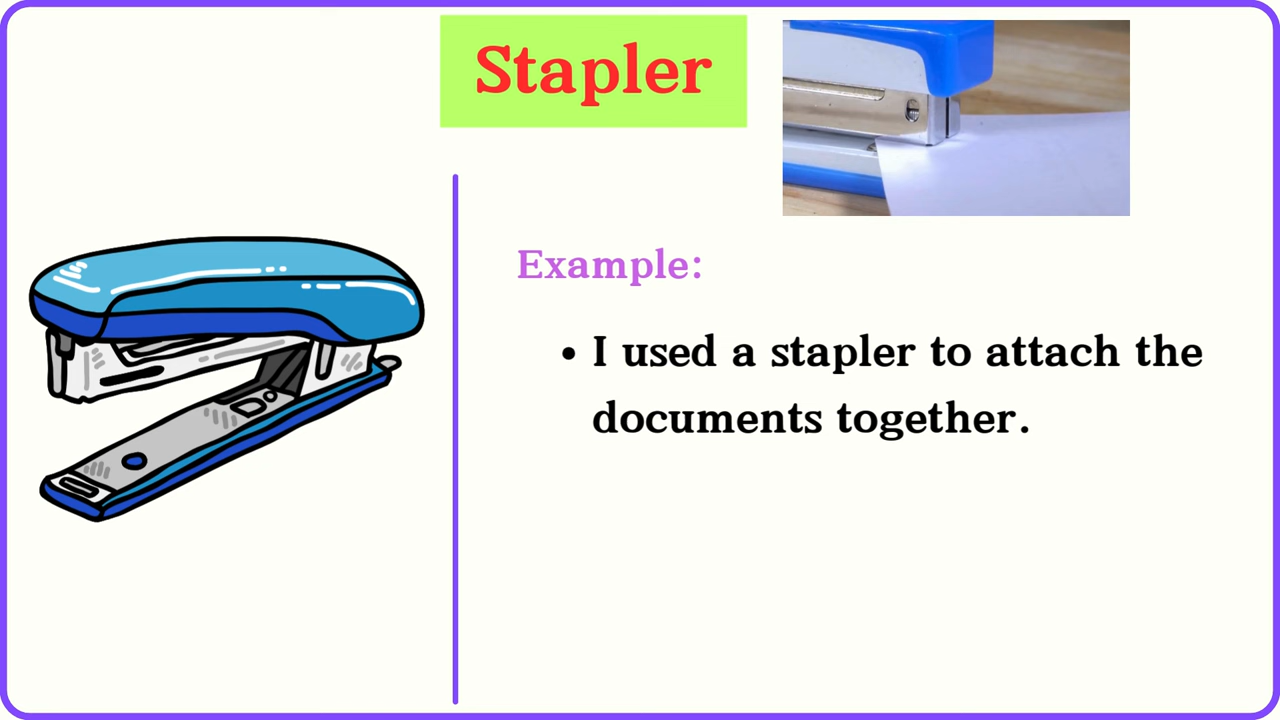 Stapler
Example:
• I used a stapler to attach the
documents together.